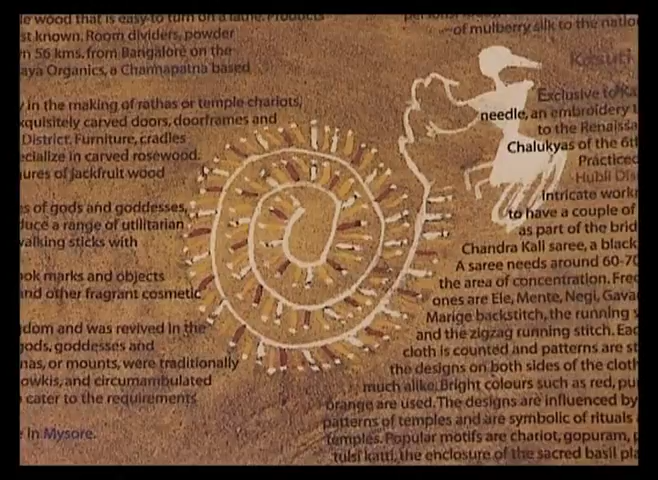 wood that is easy to turn on a lathe. Products
st known. Room dividers, powder
n 56 kms. from Bangalore on the
aya Organics, a Channapatna based
in the making of rathas or temple chariots,
xquisitely carved doors, doorframes and
District. Furniture, cradles
ecialize in carved rosewood.
ures of Jackfruit wood
s of gods and goddesses,
duce a range of utilitarian
walking sticks with
ok marks and objects
and other fragrant cosmetic
dom and was revived in the
gods, goddesses and
nas, or mounts, were traditionally
owkis, and circumambulated
cater to the requirements
in Mysore.
of mulberry silk to the natio
Kasuti
Exclusive to Ka
needle, an embroidery t
to the Renaissa
Chalukyas of the 6t
Practiced
Hubli Dis
Intricate work
to have a couple of
as part of the brid
Chandra Kali saree, a black
A saree needs around 60-70
the area of concentration. Fre
ones are Ele, Mente, Negi, Gava
Marige backstitch, the running s
and the zigzag running stitch. Eac
cloth is counted and patterns are st
the designs on both sides of the cloth
much alike. Bright colours such as red, pu
orange are used. The designs are influenced by
patterns of temples and are symbolic of rituals
temples. Popular motifs are chariot, gopuram, p
tulsi katti, the enclosure of the sacred basil pla